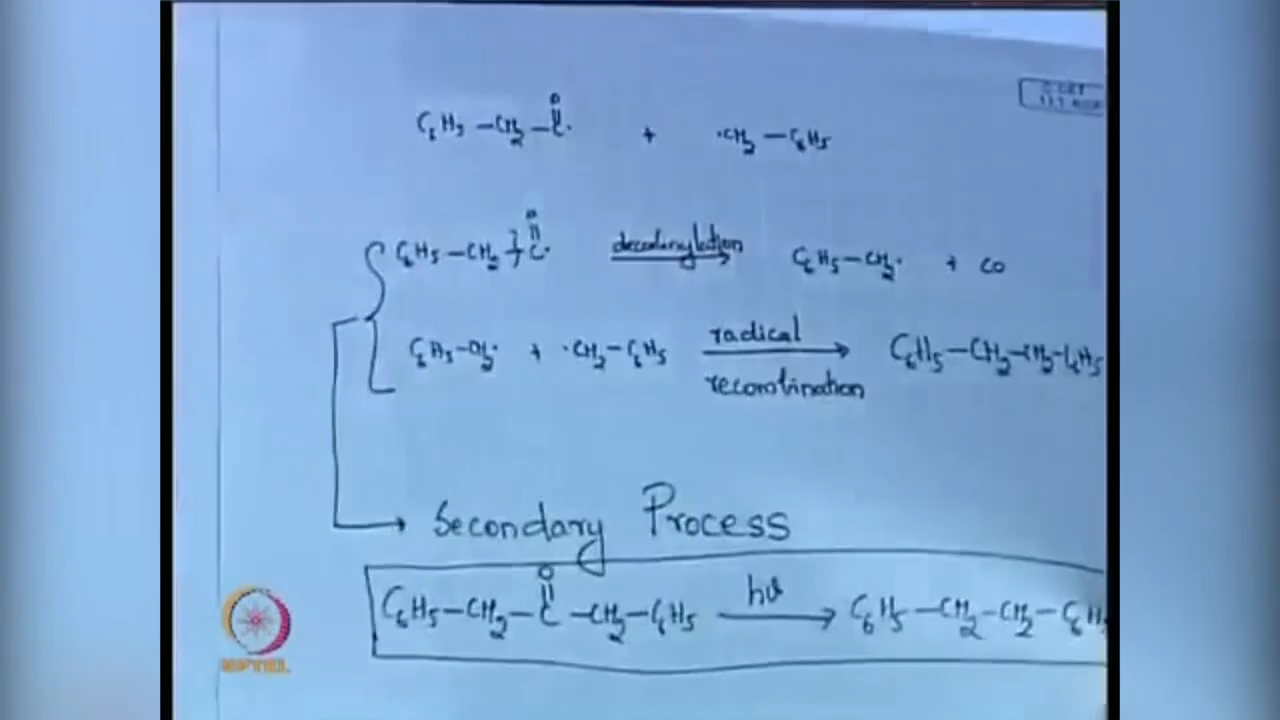 O
C₆H₅ –CH₂ –C· + ·CH₂ – C₆H₅
O
C₆H₅–CH₂ –C· decarbonylation C₆H₅–CH₂· + CO
C₆H₅–CH₂· + ·CH₂–C₆H₅ radical recombination C₆H₅–CH₂–CH₂–C₆H₅
Secondary Process
O
C₆H₅–CH₂–C–CH₂–C₆H₅ hν C₆H₅–CH₂–CH₂–C₆H
NPTEL